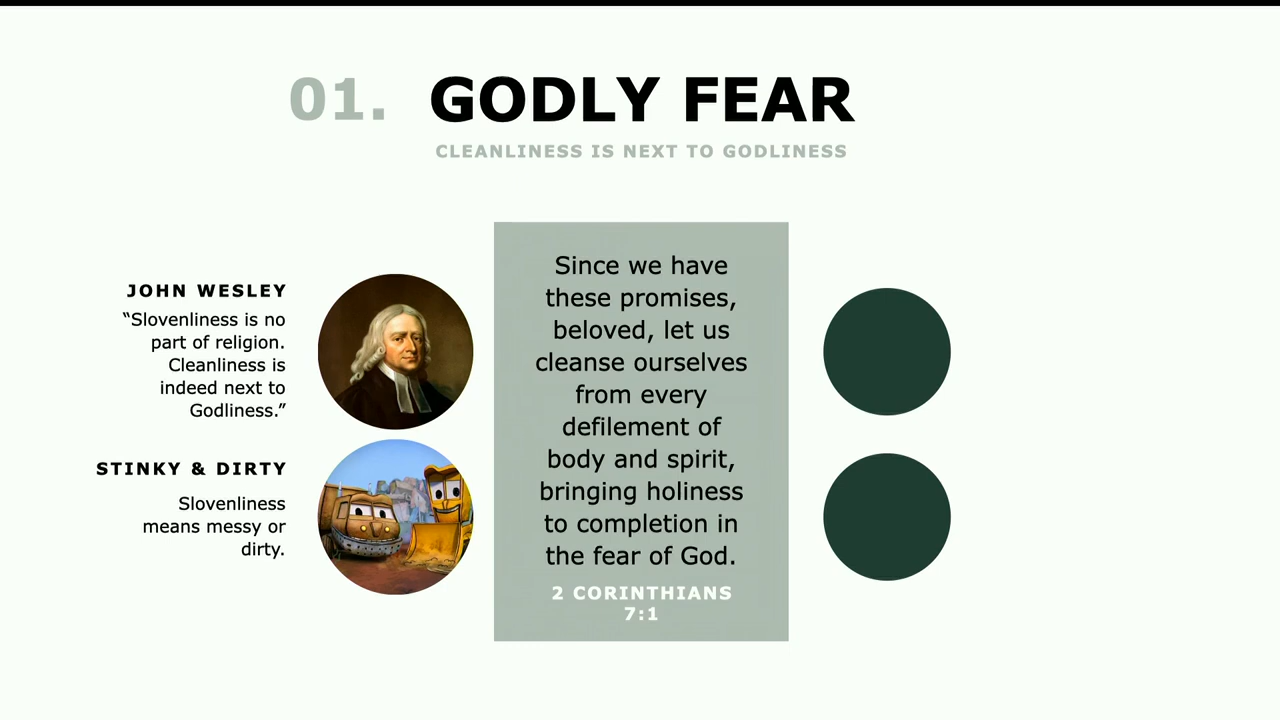 01. GODLY FEAR
CLEANLINESS IS NEXT TO GODLINESS
JOHN WESLEY
“Slovenliness is no
part of religion.
Cleanliness is
indeed next to
Godliness.”
STINKY & DIRTY
Slovenliness
means messy or
dirty.
Since we have
these promises,
beloved, let us
cleanse ourselves
from every
defilement of
body and spirit,
bringing holiness
to completion in
the fear of God.
2 CORINTHIANS
7:1